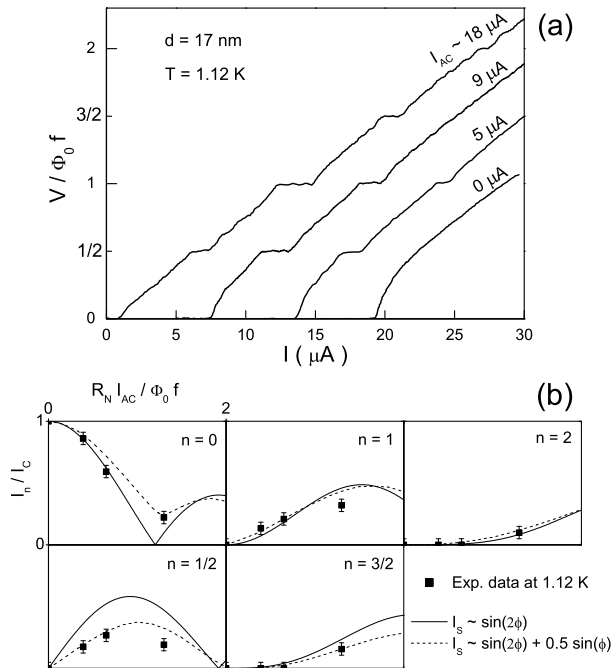 (a)
d = 17 nm
T = 1.12 K
I_AC ~ 18 μA
9 μA
5 μA
0 μA
V / Φ₀ f
2
3/2
1
1/2
0
0 5 10 15 20 25 30
I ( μA )
R_N I_AC / Φ₀ f
(b)
0 2
I_n / I_C
1
0
n = 0
n = 1
n = 2
n = 1/2
n = 3/2
Exp. data at 1.12 K
I_S ~ sin(2ϕ)
I_S ~ sin(2ϕ) + 0.5 sin(ϕ)